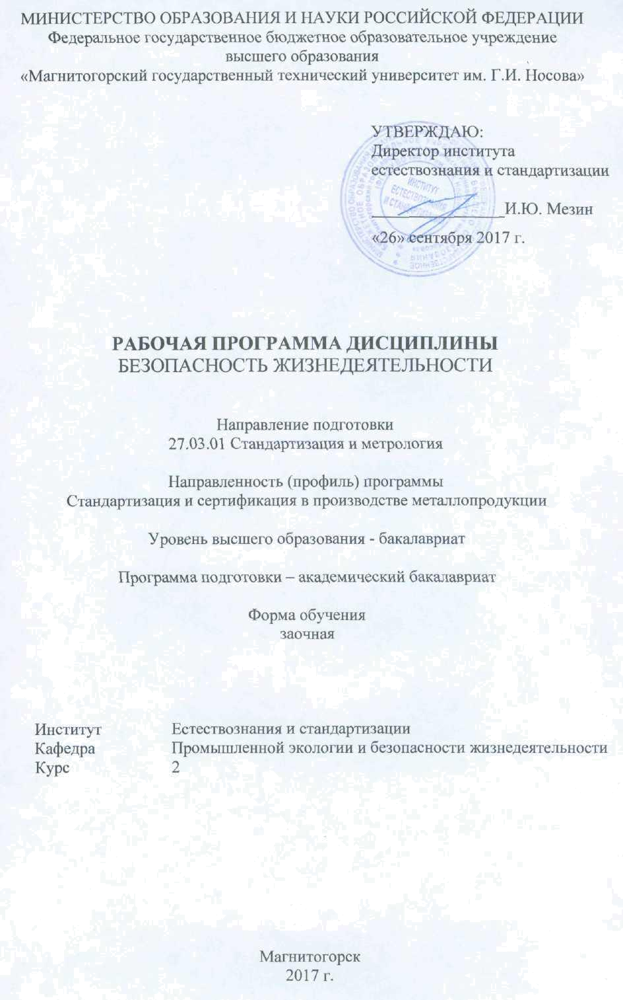 МИНИСТЕРСТВО ОБРАЗОВАНИЯ И НАУКИ РОССИЙСКОЙ ФЕДЕРАЦИИ
Федеральное государственное бюджетное образовательное учреждение
высшего образования
«Магнитогорский государственный технический университет им. Г.И. Носова»
УТВЕРЖДАЮ:
Директор института
естествознания и стандартизации
ИНСТИТУТ
ЕСТЕСТВОЗНАНИЯ
И СТАНДАРТИЗАЦИИ
И.Ю. Мезин
«26» сентября 2017 г.
РАБОЧАЯ ПРОГРАММА ДИСЦИПЛИНЫ
БЕЗОПАСНОСТЬ ЖИЗНЕДЕЯТЕЛЬНОСТИ
Направление подготовки
27.03.01 Стандартизация и метрология
Направленность (профиль) программы
Стандартизация и сертификация в производстве металлопродукции
Уровень высшего образования - бакалавриат
Программа подготовки – академический бакалавриат
Форма обучения
заочная
Институт Естествознания и стандартизации
Кафедра Промышленной экологии и безопасности жизнедеятельности
Курс 2
Магнитогорск
2017 г.